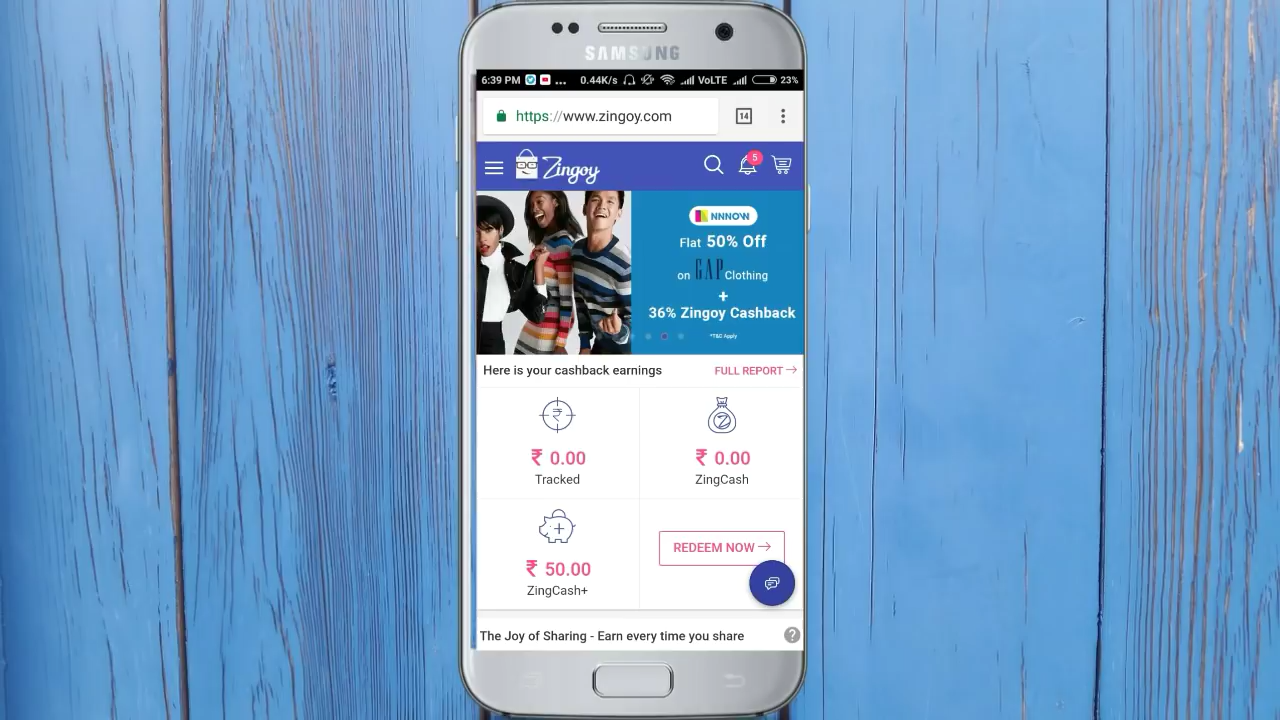 SAMSUNG
6:39 PM ... 0.44K/s VoLTE 23%
https://www.zingoy.com 14
Zingoy 5
NNNOW
Flat 50% Off
on GAP Clothing
+
36% Zingoy Cashback
*T&C Apply
Here is your cashback earnings FULL REPORT →
₹ 0.00 ₹ 0.00
Tracked ZingCash
₹ 50.00 REDEEM NOW →
ZingCash+
The Joy of Sharing - Earn every time you share ?